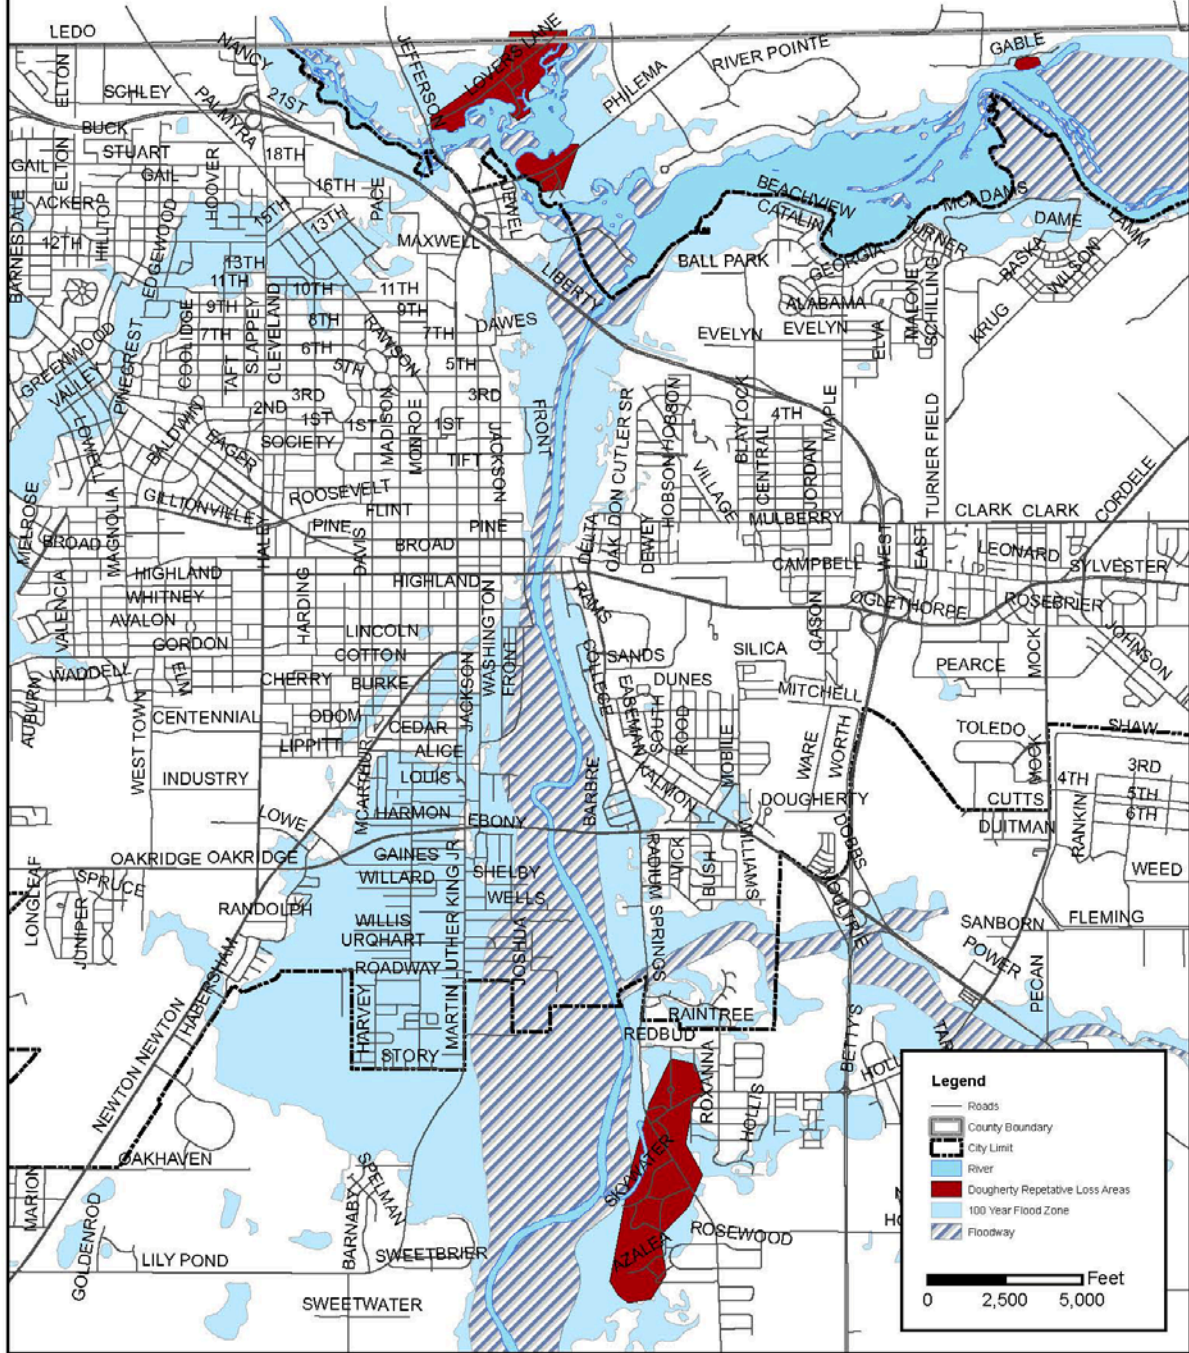 LEDO
NANCY
JEFFERSON
LOVERS LANE
PHILEMA
RIVER POINTE
GABLE
ELTON
SCHLEY
PALMYRA
21ST
BUCK
STUART
GAIL
ELTON
GAIL
HOOVER
18TH
16TH
PACE
JEWEL
ACKER
HILLTOP
EDGEWOOD
15TH
13TH
MAXWELL
BEACHVIEW
CATALINA
MCADAMS
TURNER
DAME
LAMM
BARNESDALE
12TH
13TH
11TH
10TH
11TH
LIBERTY
BALL PARK
GEORGIA
BASKA
WILSON
9TH
8TH
9TH
ALABAMA
MALONE
SCHILLING
KRUG
COOLIDGE
7TH
SLAPPEY
CLEVELAND
RAWSON
7TH
DAWES
EVELYN
EVELYN
ELVA
GREENWOOD
VALLEY
PINECREST
TAFT
6TH
5TH
5TH
3RD
MADISON
MONROE
3RD
FRONT
DON CUTLER SR
HOBSON
HOBSON
BLAYLOCK
4TH
MAPLE
LOWELL
BALDWIN
EAGER
2ND
1ST
1ST
1ST
SOCIETY
TIFT
JACKSON
VILLAGE
CENTRAL
JORDAN
TURNER FIELD
CORDELE
MELROSE
MAGNOLIA
GILLIONVILLE
ROOSEVELT
FLINT
HALEY
PINE
PINE
DELTA
OAK
DEWEY
MULBERRY
CLARK
CLARK
BROAD
DAVIS
BROAD
WEST
EAST
LEONARD
HIGHLAND
HIGHLAND
CAMPBELL
SYLVESTER
VALENCIA
WHITNEY
HARDING
WASHINGTON
RAMS
CASON
OGLETHORPE
ROSEBRIER
AVALON
LINCOLN
GORDON
COTTON
FRONT
COLLEGE
SANDS
SILICA
MOCK
JOHNSON
WADDELL
ELM
CHERRY
BURKE
JACKSON
EASEMAN
DUNES
PEARCE
AUBURN
WEST TOWN
CENTENNIAL
ODOM
CEDAR
SOUTH
ROOD
MITCHELL
TOLEDO
SHAW
LIPPITT
ALICE
MOBILE
WARE
WORTH
MOCK
INDUSTRY
MCARTHUR
LOUIS
BARBRE
KALMON
4TH
3RD
5TH
6TH
LOWE
HARMON
EBONY
DOUGHERTY
CUTTS
DUITMAN
RANKIN
OAKRIDGE
OAKRIDGE
GAINES
SHELBY
RADIUM SPRINGS
VICK
BUSH
WILLIAMS
COBBS
WEED
LONGLEAF
SPRUCE
WILLARD
MARTIN LUTHER KING JR
WELLS
JUNIPER
RANDOLPH
WILLIS
JOSHUA
MOULTRIE
SANBORN
FLEMING
URQHART
POWER
HABERSHAM
ROADWAY
PECAN
NEWTON
NEWTON
HARVEY
RAINTREE
REDBUD
BETTYS
STORY
ROXANNA
HOLLIS
OAKHAVEN
SKYWATER
MARION
GOLDENROD
BARNABY
SPELMAN
LILY POND
SWEETBRIER
AZALEA
ROSEWOOD
SWEETWATER
Legend
Roads
County Boundary
City Limit
River
Dougherty Repetative Loss Areas
100 Year Flood Zone
Floodway
Feet
0 2,500 5,000